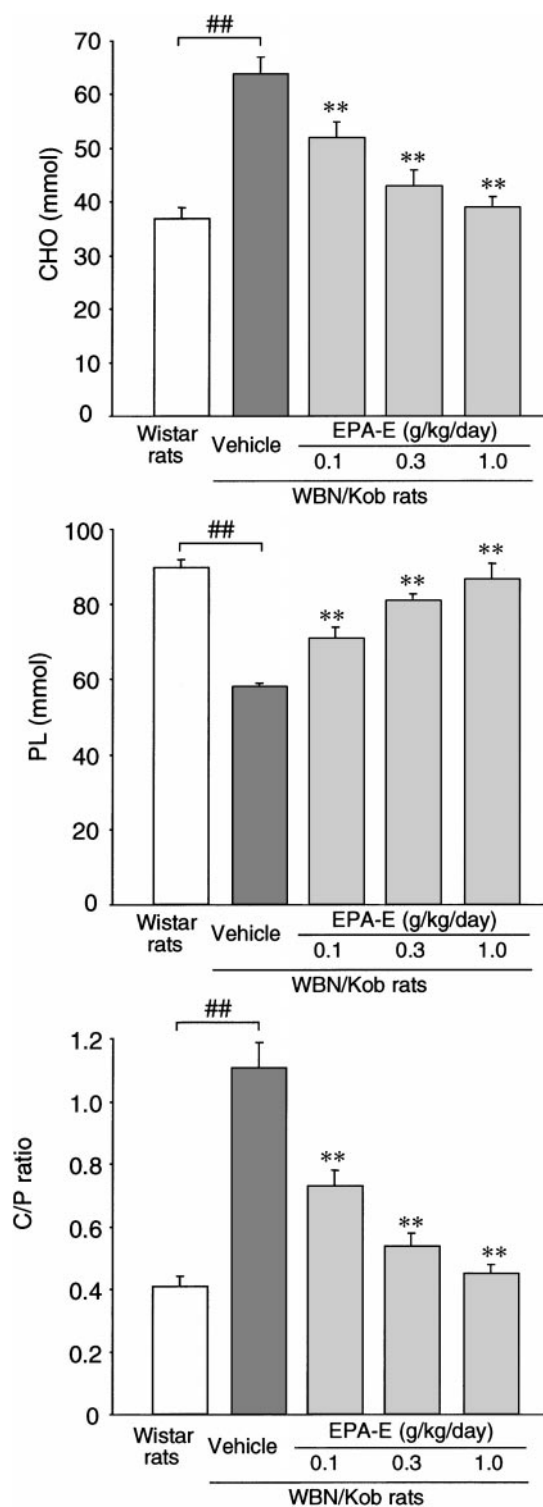 ##
70
60
50
40
30
20
10
0
CHO (mmol)
**
**
**
Wistar
rats
Vehicle
EPA-E (g/kg/day)
0.1 0.3 1.0
WBN/Kob rats
##
100
80
60
40
20
0
PL (mmol)
**
**
**
Wistar
rats
Vehicle
EPA-E (g/kg/day)
0.1 0.3 1.0
WBN/Kob rats
##
1.2
1.0
0.8
0.6
0.4
0.2
0
C/P ratio
**
**
**
Wistar
rats
Vehicle
EPA-E (g/kg/day)
0.1 0.3 1.0
WBN/Kob rats